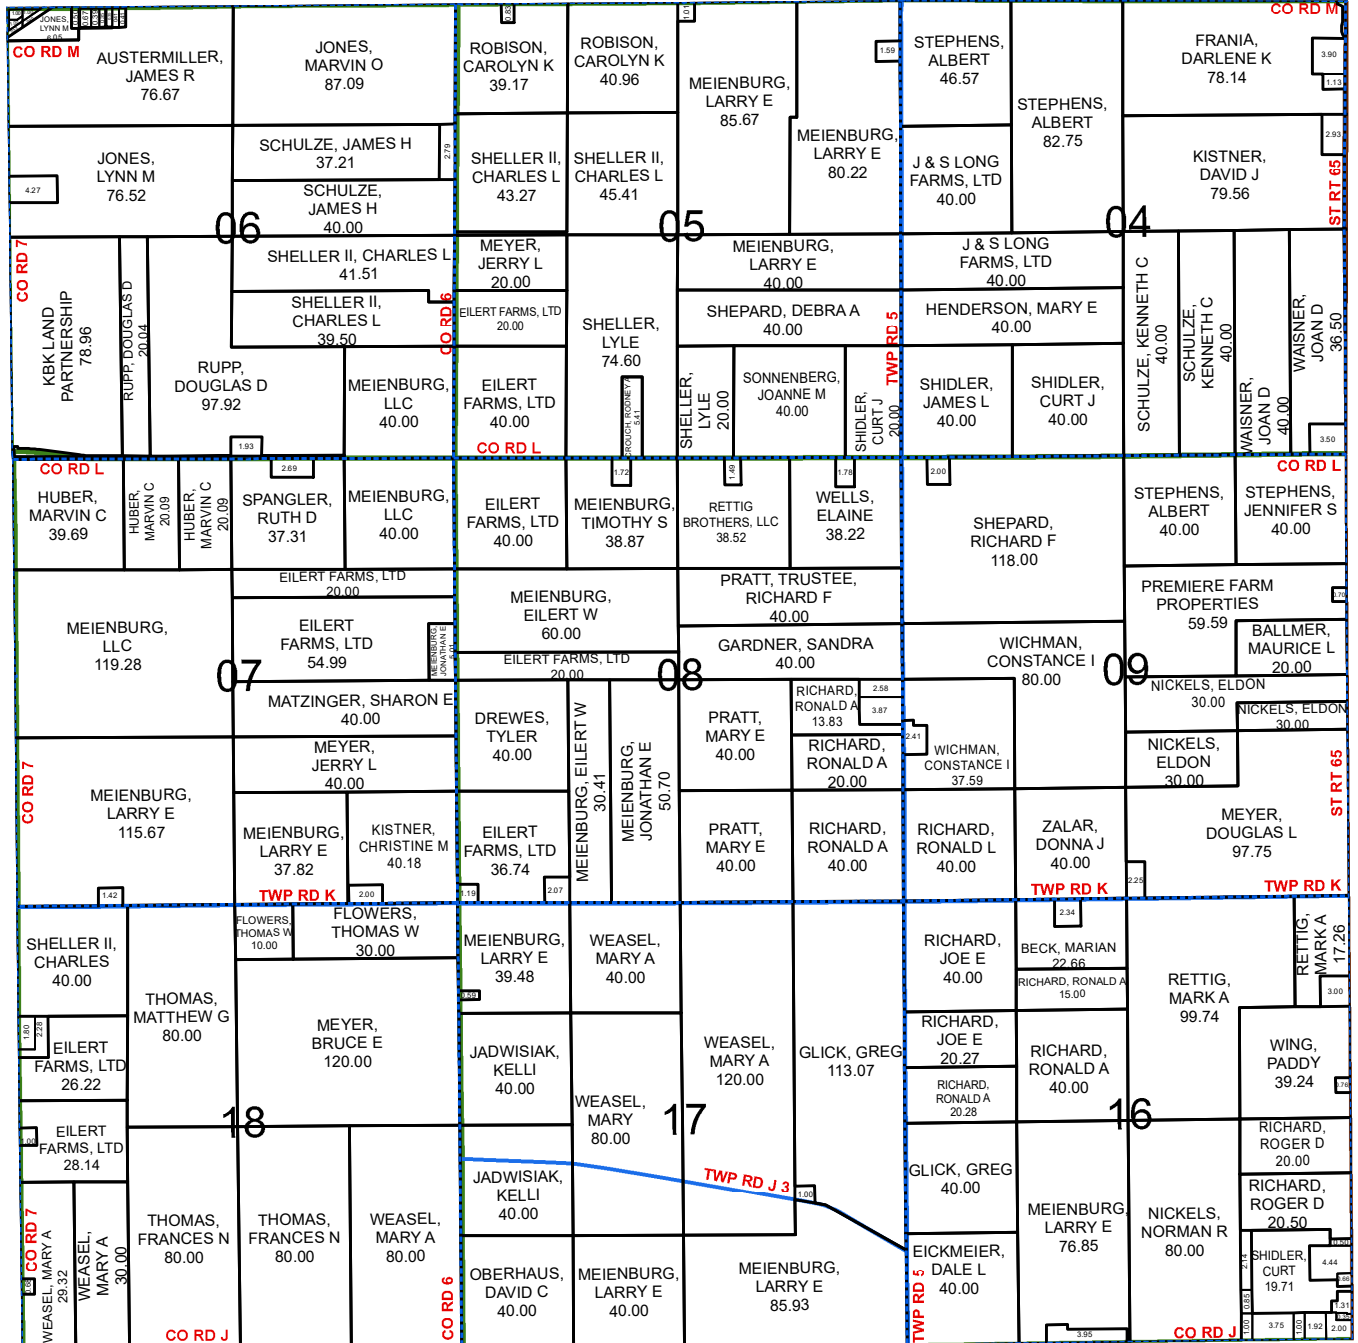 JONES,
LYNN M
6.05
CO RD M
AUSTERMILLER,
JAMES R
76.67
JONES,
MARVIN O
87.09
0.83
ROBISON,
CAROLYN K
39.17
ROBISON,
CAROLYN K
40.96
1.01
MEIENBURG,
LARRY E
85.67
1.59
MEIENBURG,
LARRY E
80.22
STEPHENS,
ALBERT
46.57
STEPHENS,
ALBERT
82.75
CO RD M
FRANIA,
DARLENE K
78.14
3.90
1.13
2.93
JONES,
LYNN M
76.52
4.27
SCHULZE, JAMES H
37.21
2.79
SCHULZE,
JAMES H
40.00
06
SHELLER II,
CHARLES L
43.27
SHELLER II,
CHARLES L
45.41
05
J & S LONG
FARMS, LTD
40.00
KISTNER,
DAVID J
79.56
ST RT 65
04
CO RD 7
KBK LAND
PARTNERSHIP
78.96
RUPP, DOUGLAS D
20.04
SHELLER II, CHARLES L
41.51
SHELLER II,
CHARLES L
39.50
CO RD 6
RUPP,
DOUGLAS D
97.92
1.93
MEIENBURG,
LLC
40.00
MEYER,
JERRY L
20.00
EILERT FARMS, LTD
20.00
EILERT
FARMS, LTD
40.00
CO RD L
SHELLER,
LYLE
74.60
CROUCH, RODNEY A
5.41
MEIENBURG,
LARRY E
40.00
SHEPARD, DEBRA A
40.00
SHELLER,
LYLE
20.00
SONNENBERG,
JOANNE M
40.00
SHIDLER,
CURT J
20.00
TWP RD 5
J & S LONG
FARMS, LTD
40.00
HENDERSON, MARY E
40.00
SHIDLER,
JAMES L
40.00
SHIDLER,
CURT J
40.00
SCHULZE, KENNETH C
40.00
SCHULZE,
KENNETH C
40.00
WAISNER,
JOAN D
40.00
WAISNER,
JOAN D
36.50
3.50
CO RD L
HUBER,
MARVIN C
39.69
HUBER,
MARVIN C
20.09
HUBER,
MARVIN C
20.09
2.69
SPANGLER,
RUTH D
37.31
MEIENBURG,
LLC
40.00
EILERT
FARMS, LTD
40.00
1.72
MEIENBURG,
TIMOTHY S
38.87
1.49
RETTIG
BROTHERS, LLC
38.52
1.78
WELLS,
ELAINE
38.22
2.00
SHEPARD,
RICHARD F
118.00
CO RD L
STEPHENS,
ALBERT
40.00
STEPHENS,
JENNIFER S
40.00
MEIENBURG,
LLC
119.28
EILERT FARMS, LTD
20.00
EILERT
FARMS, LTD
54.99
MEIENBURG,
JONATHAN E
5.01
07
MATZINGER, SHARON E
40.00
MEYER,
JERRY L
40.00
MEIENBURG,
EILERT W
60.00
EILERT FARMS, LTD
20.00
PRATT, TRUSTEE,
RICHARD F
40.00
GARDNER, SANDRA
40.00
08
WICHMAN,
CONSTANCE I
80.00
09
PREMIERE FARM
PROPERTIES
59.59
0.70
BALLMER,
MAURICE L
20.00
NICKELS, ELDON
30.00
NICKELS, ELDON
30.00
NICKELS,
ELDON
30.00
CO RD 7
MEIENBURG,
LARRY E
115.67
1.42
MEIENBURG,
LARRY E
37.82
TWP RD K
KISTNER,
CHRISTINE M
40.18
2.00
DREWES,
TYLER
40.00
EILERT
FARMS, LTD
36.74
1.19
2.07
MEIENBURG, EILERT W
30.41
MEIENBURG,
JONATHAN E
50.70
PRATT,
MARY E
40.00
PRATT,
MARY E
40.00
RICHARD,
RONALD A
13.83
2.58
3.87
RICHARD,
RONALD A
20.00
RICHARD,
RONALD A
40.00
2.41
WICHMAN,
CONSTANCE I
37.59
RICHARD,
RONALD L
40.00
ZALAR,
DONNA J
40.00
TWP RD K
2.25
MEYER,
DOUGLAS L
97.75
ST RT 65
TWP RD K
SHELLER II,
CHARLES
40.00
1.80
2.28
EILERT
FARMS, LTD
26.22
EILERT
FARMS, LTD
28.14
1.00
THOMAS,
MATTHEW G
80.00
FLOWERS,
THOMAS W
10.00
FLOWERS,
THOMAS W
30.00
MEYER,
BRUCE E
120.00
18
MEIENBURG,
LARRY E
39.48
0.59
WEASEL,
MARY A
40.00
JADWISIAK,
KELLI
40.00
WEASEL,
MARY
80.00
WEASEL,
MARY A
120.00
GLICK, GREG
113.07
17
RICHARD,
JOE E
40.00
2.34
BECK, MARIAN
22.66
RICHARD, RONALD A
15.00
RICHARD,
JOE E
20.27
RICHARD,
RONALD A
20.28
RICHARD,
RONALD A
40.00
16
RETTIG,
MARK A
99.74
RETTIG,
MARK A
17.26
3.00
WING,
PADDY
39.24
0.76
RICHARD,
ROGER D
20.00
RICHARD,
ROGER D
20.50
CO RD 7
WEASEL, MARY A
29.32
WEASEL,
MARY A
30.00
THOMAS,
FRANCES N
80.00
CO RD J
THOMAS,
FRANCES N
80.00
WEASEL,
MARY A
80.00
CO RD 6
JADWISIAK,
KELLI
40.00
TWP RD J 3
1.00
OBERHAUS,
DAVID C
40.00
MEIENBURG,
LARRY E
40.00
MEIENBURG,
LARRY E
85.93
GLICK, GREG
40.00
EICKMEIER,
DALE L
40.00
TWP RD 5
MEIENBURG,
LARRY E
76.85
3.95
NICKELS,
NORMAN R
80.00
CO RD J
2.14
SHIDLER,
CURT
19.71
4.44
1.31
0.85
1.00
3.75
1.00
1.92
2.00